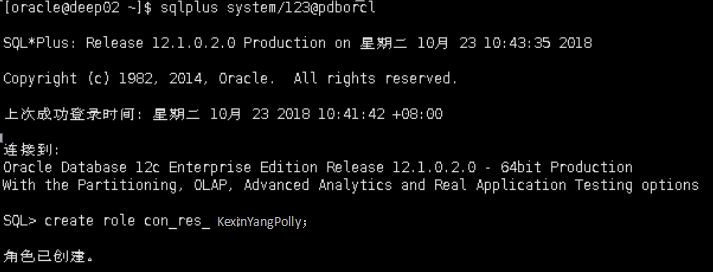 [oracle@deep02 ~]$ sqlplus system/123@pdborcl
SQL*Plus: Release 12.1.0.2.0 Production on 星期二 10月 23 10:43:35 2018
Copyright (c) 1982, 2014, Oracle.  All rights reserved.
上次成功登录时间: 星期二 10月 23 2018 10:41:42 +08:00
连接到:
Oracle Database 12c Enterprise Edition Release 12.1.0.2.0 - 64bit Production
With the Partitioning, OLAP, Advanced Analytics and Real Application Testing options
SQL> create role con_res_ KexinYangPolly;
角色已创建。